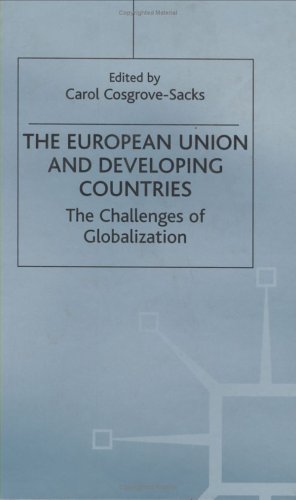 Edited by
Carol Cosgrove-Sacks
THE EUROPEAN UNION
AND DEVELOPING
COUNTRIES
The Challenges of
Globalization